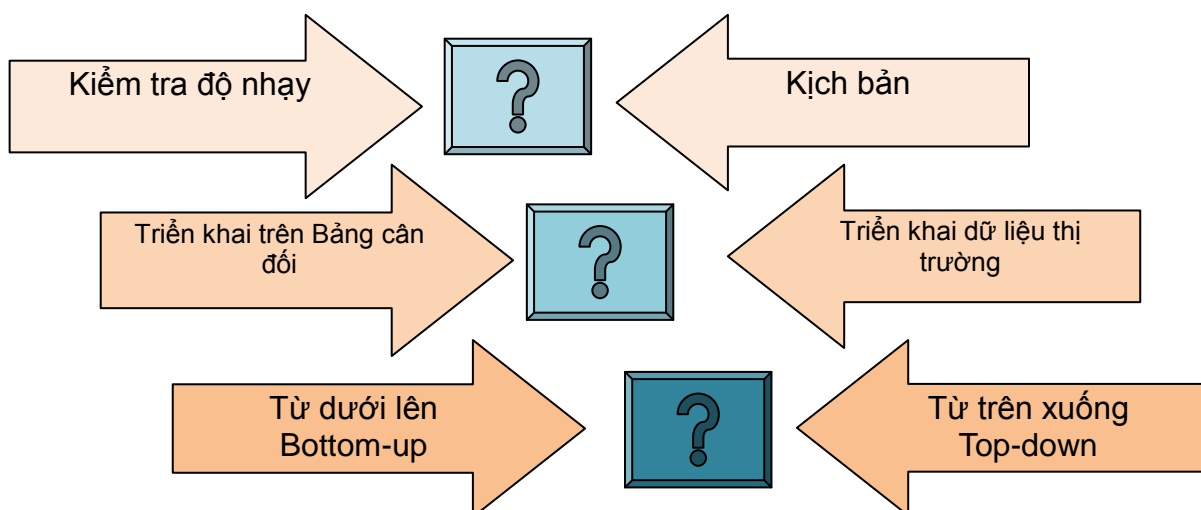 Kiểm tra độ nhạy
?
Kịch bản
Triển khai trên Bảng cân
đối
?
Triển khai dữ liệu thị
trường
Từ dưới lên
Bottom-up
?
Từ trên xuống
Top-down